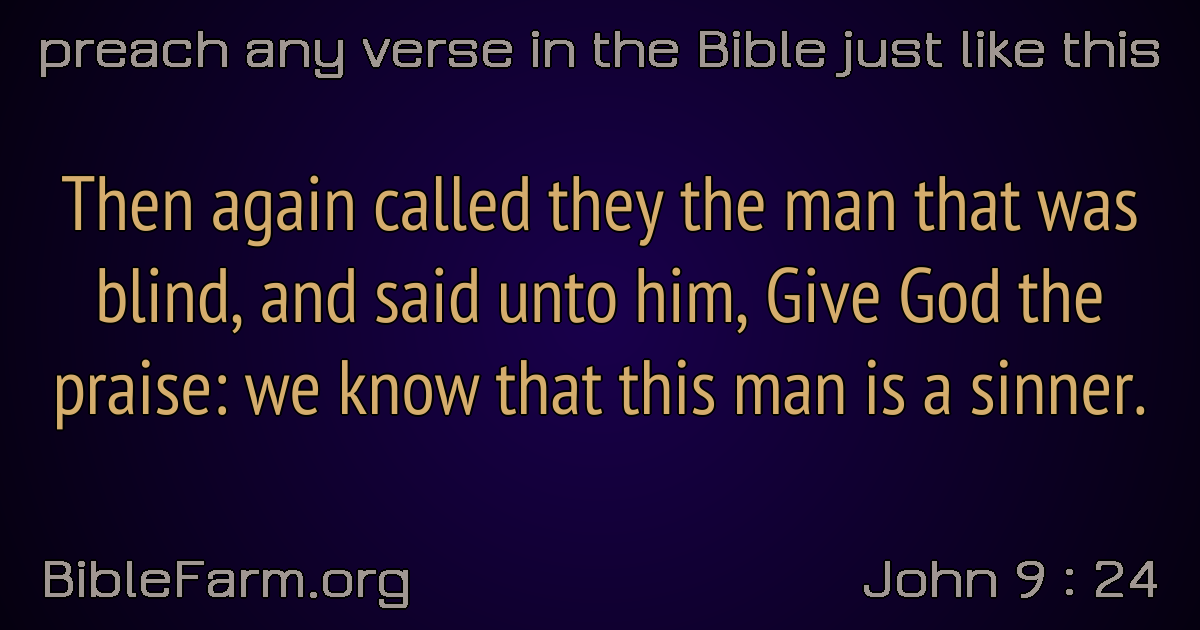 preach any verse in the Bible just like this
Then again called they the man that was
blind, and said unto him, Give God the
praise: we know that this man is a sinner.
BibleFarm.org
John 9 : 24